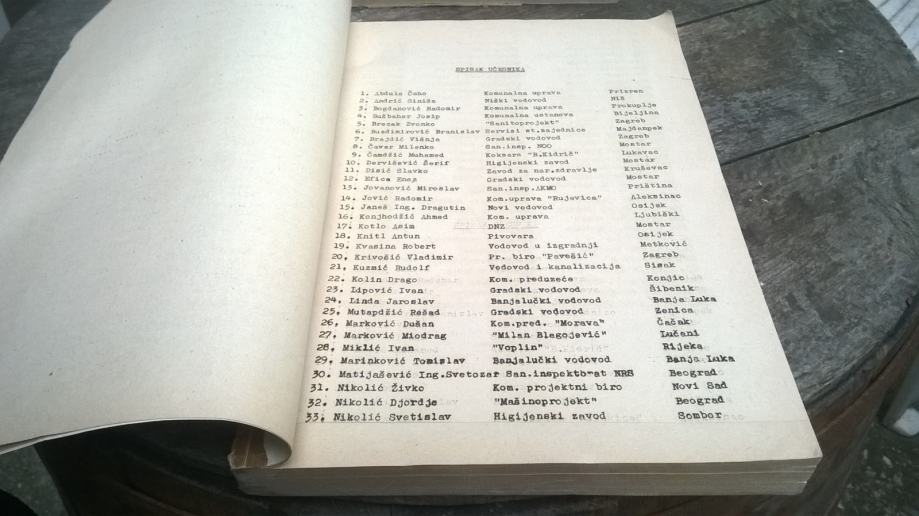 SPISAK UČESNIKA
1. Abdula Ćaho Komunalna uprava Prizren
2. Andrić Siniša Niški vodovod Niš
3. Bogdanović Radomir Komunalna uprava Prokuplje
4. Komunalna ustanova Bijeljina
5. Brezak Zvonko "Sanitoprojekt" Zagreb
6. Budimirović Branislav Servisi st.zajednice Majdanpek
7. Brajdić Višnja Gradski vodovod Zagreb
8. Čavar Milenko San.insp. NOO Mostar
9. Čamdžić Muhamed Koksara "B.Kidrič" Lukavac
10. Dervišević Šerif Higijenski zavod Mostar
11. Disić Slavko Zavod za nar.zdravlje Kruševac
12. Efica Enez Gradski vodovod Mostar
13. Jovanović Miroslav San.insp.AKMO Priština
14. Jović Radomir Kom.uprava "Rujevica" Aleksinac
15. Janeš Ing. Dragutin Novi vodovod Osijek
16. Konjhodžić Ahmed Kom. uprava Ljubiški
17. Kotlo Asim DNZ Mostar
18. Knitl Antun Pivovara Osijek
19. Kvasina Robert Vodovod u izgradnji Metković
20. Krivošić Vladimir Pr. biro "Pavešić" Zagreb
21. Kuzmić Rudolf Vodovod i kanalizacija Sisak
22. Kolin Drago Kom. preduzeće Konjic
23. Lipović Ivan Gradski vodovod Šibenik
24. Linda Jaroslav Banjalučki vodovod Banja Luka
25. Mutapdžić Rešad Gradski vodovod Zenica
26. Marković Dušan Kom.pred. "Morava" Čačak
27. Marković Miodrag "Milan Blagojević" Lučani
28. Miklić Ivan "Voplin" Rijeka
29. Marinković Tomislav Banjalučki vodovod Banja Luka
30. Matijašević Ing.Svetozar San.inspektorat NRS Beograd
31. Nikolić Živko Kom. projektni biro Novi Sad
32. Nikolić Djordje "Mašinoprojekt" Beograd
33. Nikolić Svetislav Higijenski zavod Sombor